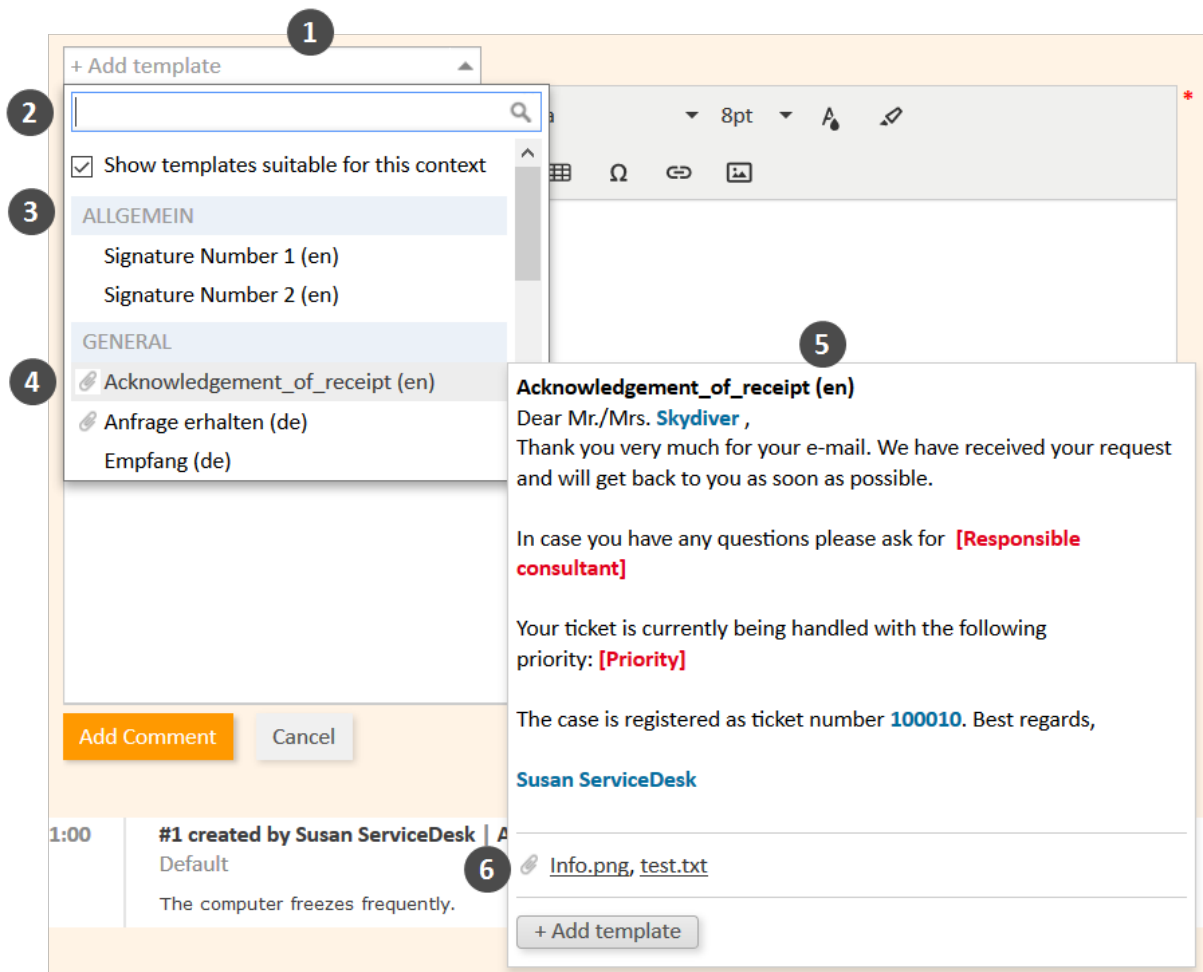 1
+ Add template
2
a
8pt
*
Show templates suitable for this context
Ω
3
ALLGEMEIN
Signature Number 1 (en)
Signature Number 2 (en)
GENERAL
4
Acknowledgement_of_receipt (en)
Anfrage erhalten (de)
Empfang (de)
5
Acknowledgement_of_receipt (en)
Dear Mr./Mrs. Skydiver ,
Thank you very much for your e-mail. We have received your request
and will get back to you as soon as possible.
In case you have any questions please ask for [Responsible
consultant]
Your ticket is currently being handled with the following
priority: [Priority]
The case is registered as ticket number 100010. Best regards,
Susan ServiceDesk
Add Comment
Cancel
1:00
#1 created by Susan ServiceDesk | A
Default
The computer freezes frequently.
6
Info.png, test.txt
+ Add template